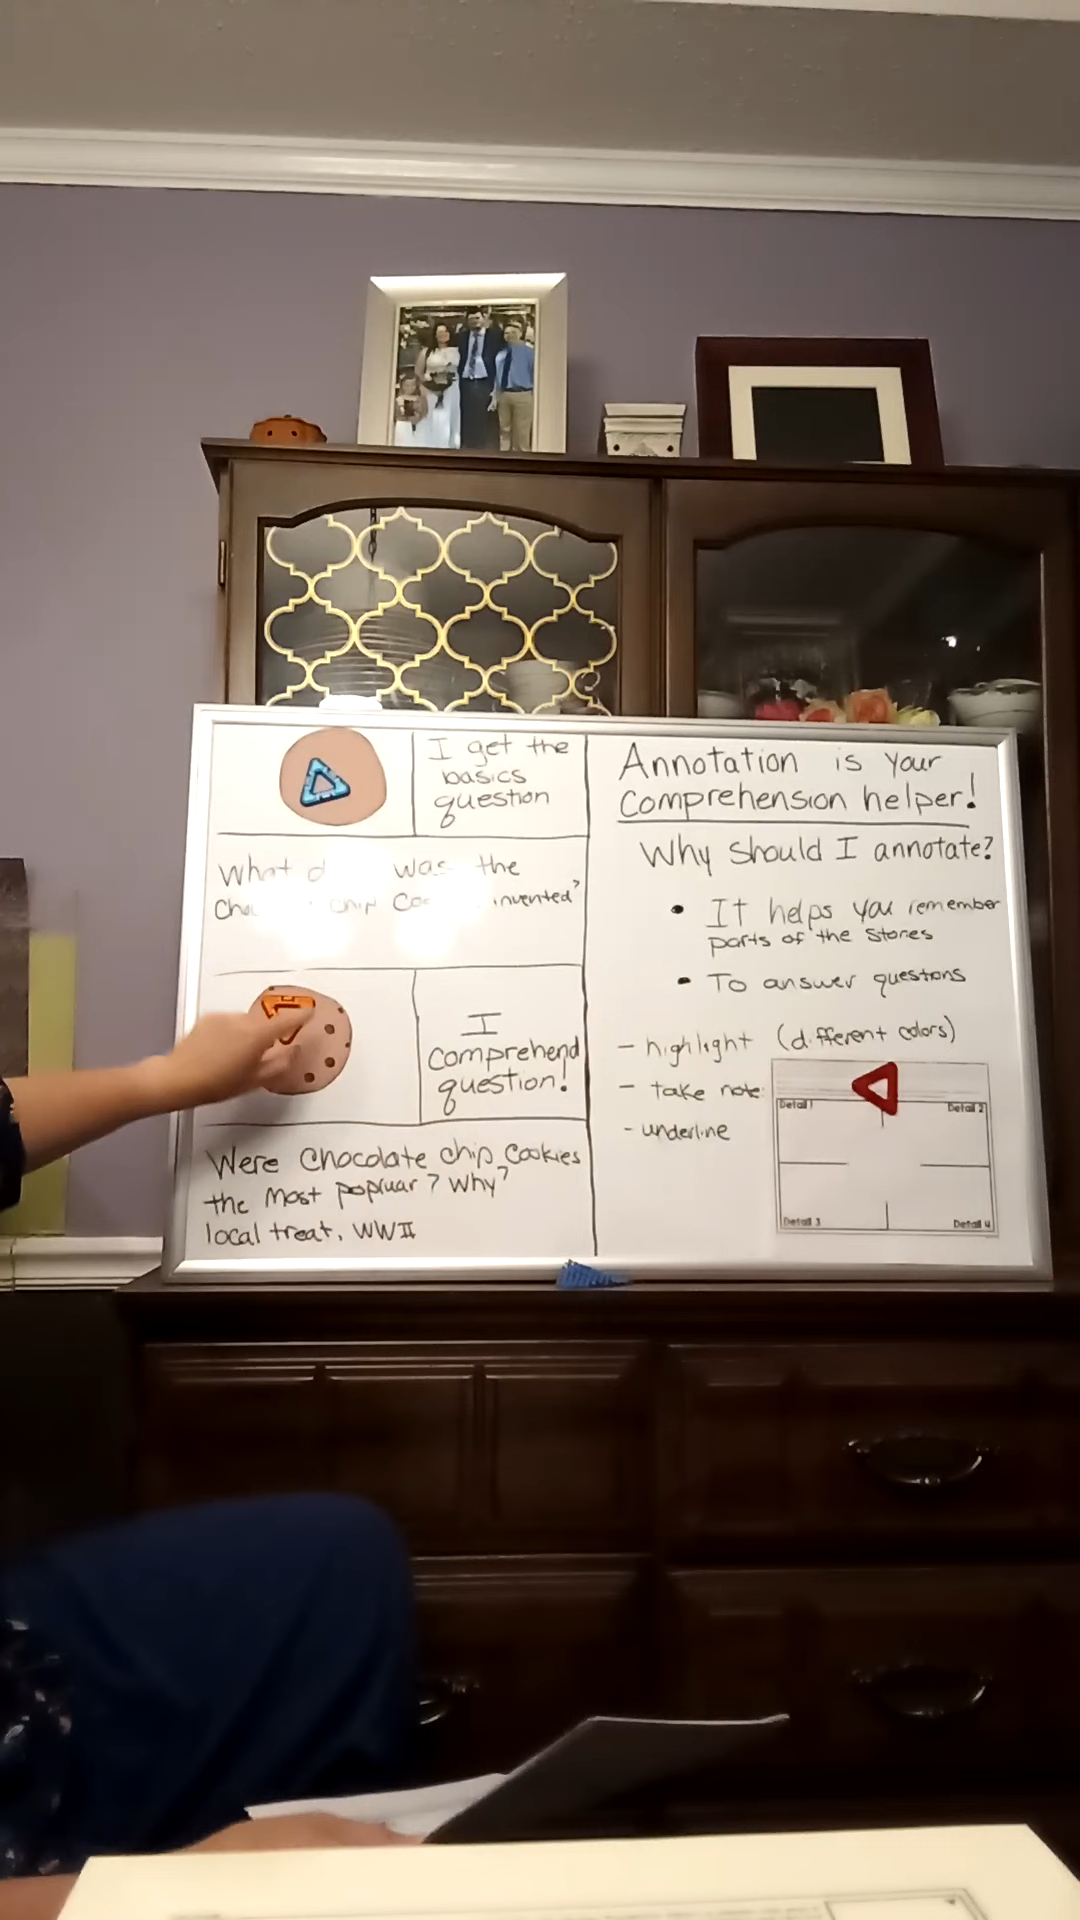 I get the
basics
question
What d was the
chip invented?
I
comprehend
question!
Were chocolate chip cookies
the most popluar? Why?
local treat, WWII
Annotation is your
comprehension helper!
Why should I annotate?
• It helps you remember
parts of the stories
• To answer questions
- highlight (different colors)
- take note
- underline
Detail 1
Detail 2
Detail 3
Detail 4